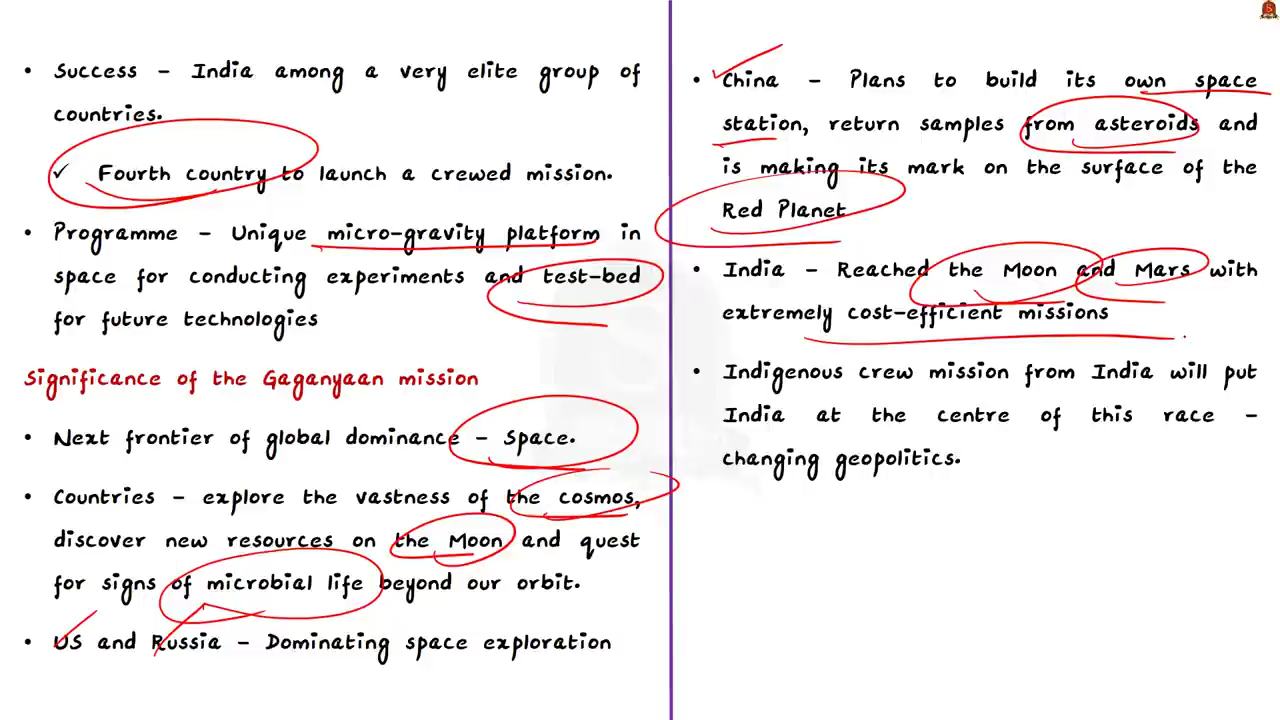 • Success – India among a very elite group of
countries.
✓ Fourth country to launch a crewed mission.
• Programme – Unique micro-gravity platform in
space for conducting experiments and test-bed
for future technologies
Significance of the Gaganyaan mission
• Next frontier of global dominance – Space.
• Countries – explore the vastness of the cosmos,
discover new resources on the Moon and quest
for signs of microbial life beyond our orbit.
• US and Russia – Dominating space exploration
• China – Plans to build its own space
station, return samples from asteroids and
is making its mark on the surface of the
Red Planet
• India – Reached the Moon and Mars with
extremely cost-efficient missions
• Indigenous crew mission from India will put
India at the centre of this race –
changing geopolitics.